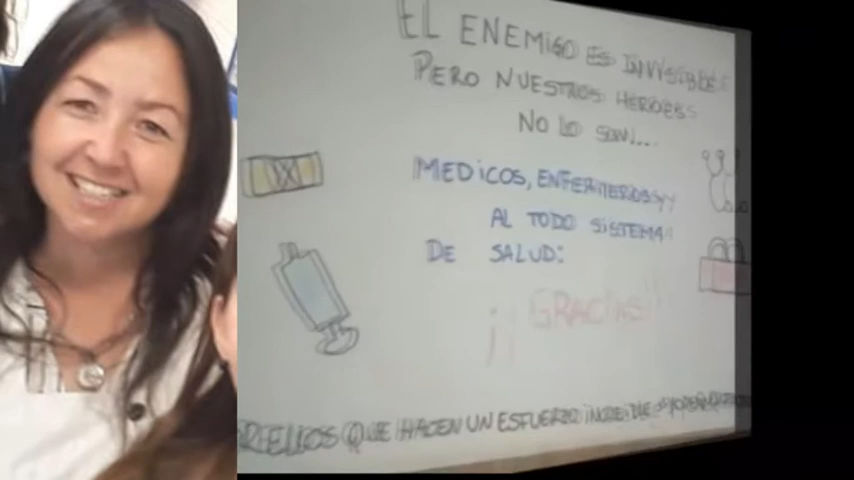 EL ENEMIGO ES INVISIBLE
PERO NUESTROS HEROES
NO LO SON...
MEDICOS, ENFERMEROS Y
AL TODO SISTEMA
DE SALUD:
¡¡GRACIAS!!
QUE HACEN UN ESFUERZO